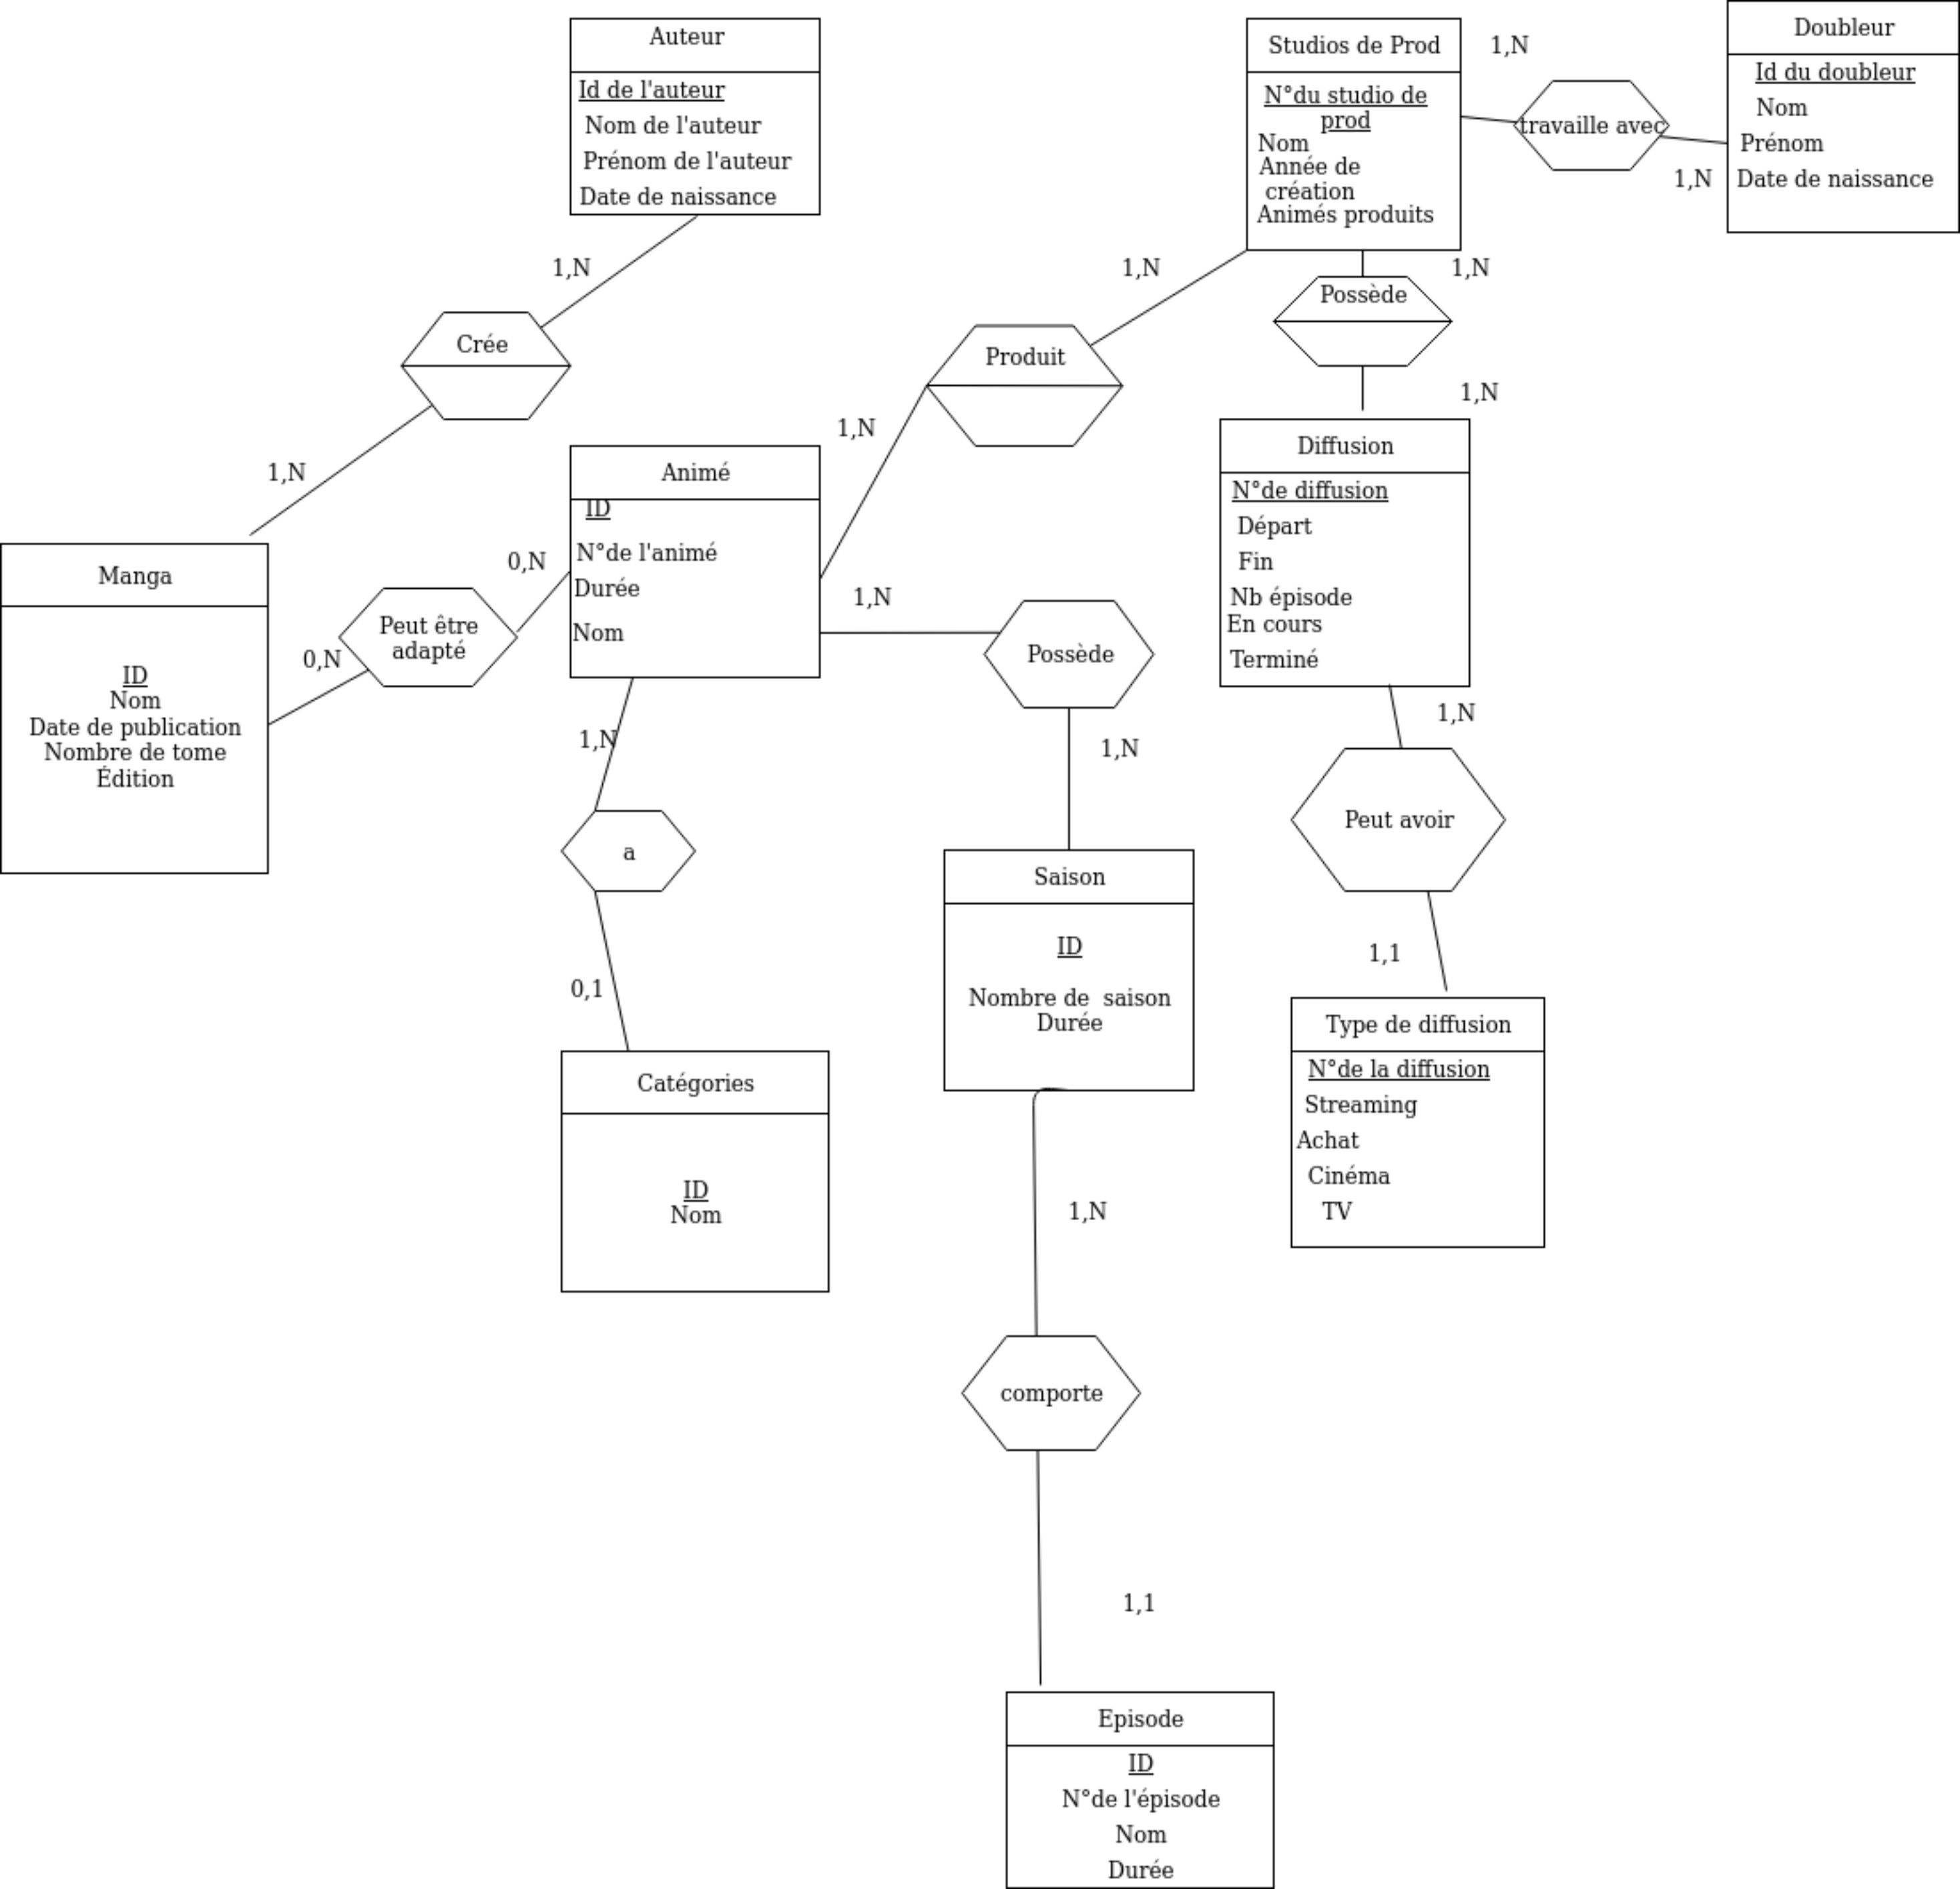 Auteur
Id de l'auteur
Nom de l'auteur
Prénom de l'auteur
Date de naissance
Studios de Prod
N°du studio de
prod
Nom
Année de
création
Animés produits
1,N
travaille avec
1,N
Doubleur
Id du doubleur
Nom
Prénom
Date de naissance
1,N
Crée
1,N
1,N
Produit
1,N
1,N
Possède
1,N
Manga
ID
Nom
Date de publication
Nombre de tome
Édition
0,N
Peut être
adapté
0,N
Animé
ID
N°de l'animé
Durée
Nom
1,N
Possède
1,N
Diffusion
N°de diffusion
Départ
Fin
Nb épisode
En cours
Terminé
1,N
Peut avoir
1,1
1,N
a
0,1
Catégories
ID
Nom
Saison
ID
Nombre de  saison
Durée
Type de diffusion
N°de la diffusion
Streaming
Achat
Cinéma
TV
1,N
comporte
1,1
Episode
ID
N°de l'épisode
Nom
Durée